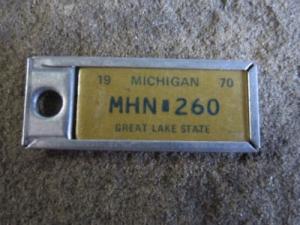 19 MICHIGAN 70
MHN 260
GREAT LAKE STATE